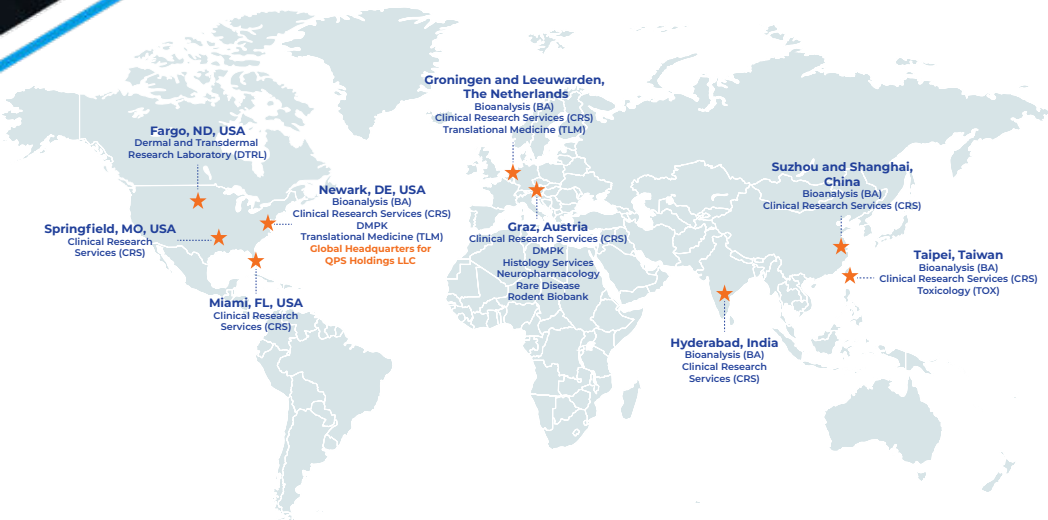 Groningen and Leeuwarden,
The Netherlands
Bioanalysis (BA)
Clinical Research Services (CRS)
Translational Medicine (TLM)
Fargo, ND, USA
Dermal and Transdermal
Research Laboratory (DTRL)
Newark, DE, USA
Bioanalysis (BA)
Clinical Research Services (CRS)
DMPK
Translational Medicine (TLM)
Global Headquarters for
QPS Holdings LLC
Springfield, MO, USA
Clinical Research
Services (CRS)
Miami, FL, USA
Clinical Research
Services (CRS)
Graz, Austria
Clinical Research Services (CRS)
DMPK
Histology Services
Neuropharmacology
Rare Disease
Rodent Biobank
Suzhou and Shanghai,
China
Bioanalysis (BA)
Clinical Research Services (CRS)
Taipei, Taiwan
Bioanalysis (BA)
Clinical Research Services (CRS)
Toxicology (TOX)
Hyderabad, India
Bioanalysis (BA)
Clinical Research
Services (CRS)